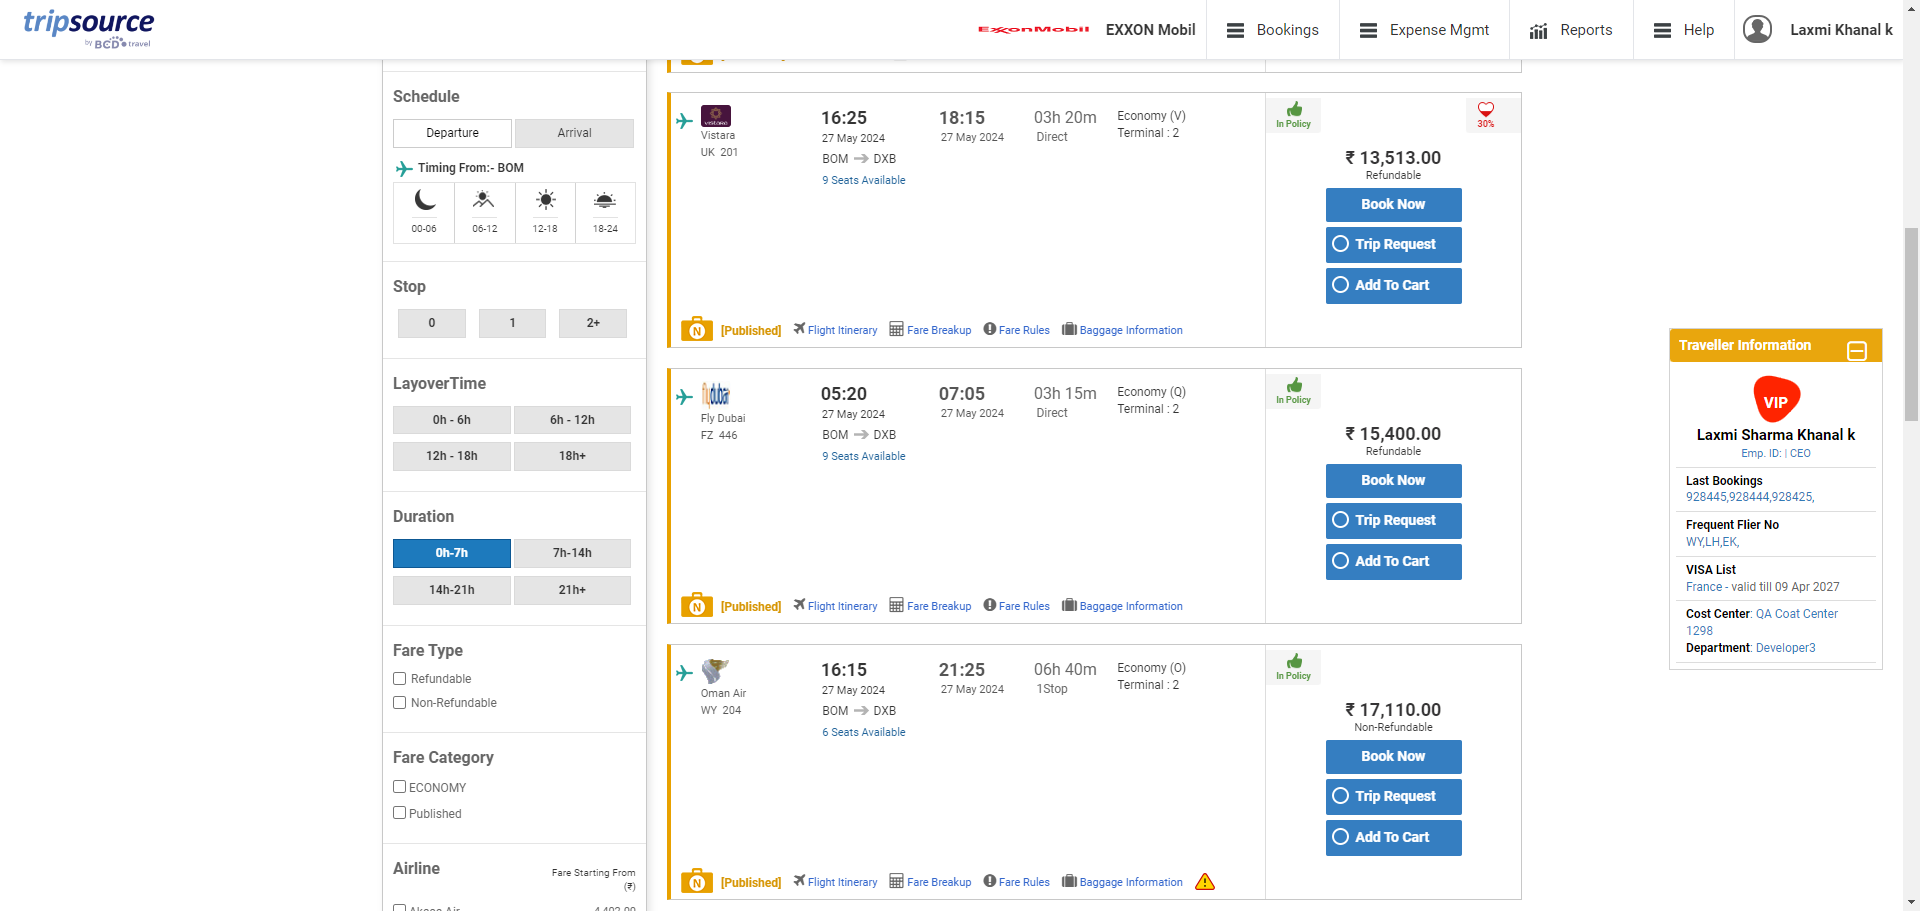 tripsource
by BCD travel
ExxonMobil
EXXON Mobil
Bookings
Expense Mgmt
Reports
Help
Laxmi Khanal k
Schedule
Departure
Arrival
Timing From:- BOM
00-06
06-12
12-18
18-24
Stop
0
1
2+
LayoverTime
0h - 6h
6h - 12h
12h - 18h
18h+
Duration
0h-7h
7h-14h
14h-21h
21h+
Fare Type
Refundable
Non-Refundable
Fare Category
ECONOMY
Published
Airline
Fare Starting From
(₹)
VISTARA
Vistara
UK 201
16:25
27 May 2024
BOM DXB
9 Seats Available
18:15
27 May 2024
03h 20m
Direct
Economy (V)
Terminal : 2
In Policy
30%
₹ 13,513.00
Refundable
Book Now
Trip Request
Add To Cart
N
[Published]
Flight Itinerary
Fare Breakup
Fare Rules
Baggage Information
flydubai
Fly Dubai
FZ 446
05:20
27 May 2024
BOM DXB
9 Seats Available
07:05
27 May 2024
03h 15m
Direct
Economy (Q)
Terminal : 2
In Policy
₹ 15,400.00
Refundable
Book Now
Trip Request
Add To Cart
N
[Published]
Flight Itinerary
Fare Breakup
Fare Rules
Baggage Information
Oman Air
WY 204
16:15
27 May 2024
BOM DXB
6 Seats Available
21:25
27 May 2024
06h 40m
1Stop
Economy (O)
Terminal : 2
In Policy
₹ 17,110.00
Non-Refundable
Book Now
Trip Request
Add To Cart
N
[Published]
Flight Itinerary
Fare Breakup
Fare Rules
Baggage Information
Traveller Information
VIP
Laxmi Sharma Khanal k
Emp. ID: | CEO
Last Bookings
928445,928444,928425,
Frequent Flier No
WY,LH,EK,
VISA List
France - valid till 09 Apr 2027
Cost Center: QA Coat Center
1298
Department: Developer3